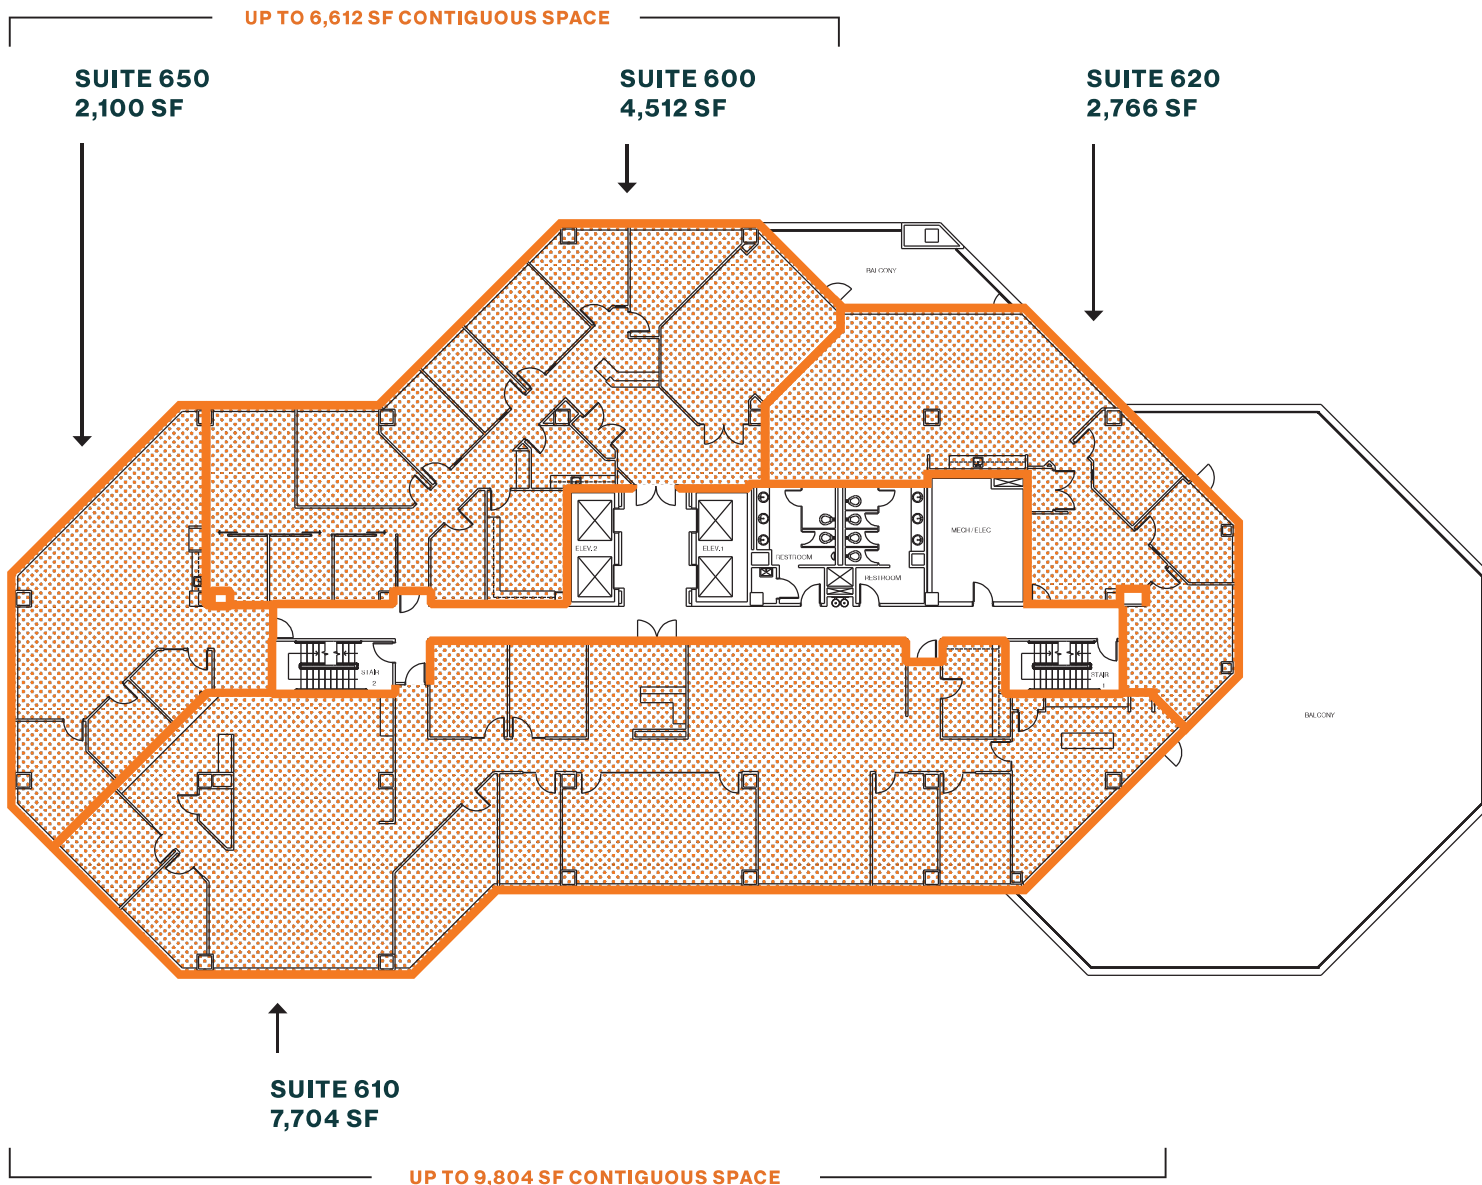 UP TO 6,612 SF CONTIGUOUS SPACE
SUITE 650
2,100 SF
SUITE 600
4,512 SF
SUITE 620
2,766 SF
BALCONY
MECH / ELEC
ELEV. 2
ELEV. 1
RESTROOM
RESTROOM
STAIR
2
STAIR
1
BALCONY
SUITE 610
7,704 SF
UP TO 9,804 SF CONTIGUOUS SPACE